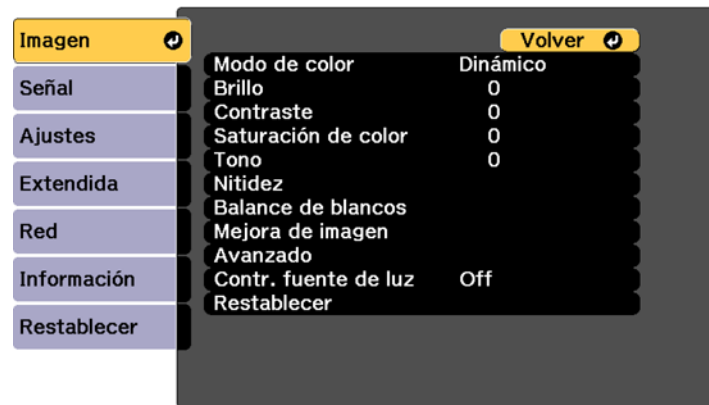 Imagen
Señal
Ajustes
Extendida
Red
Información
Restablecer
Volver
Modo de color Dinámico
Brillo 0
Contraste 0
Saturación de color 0
Tono 0
Nitidez
Balance de blancos
Mejora de imagen
Avanzado
Contr. fuente de luz Off
Restablecer